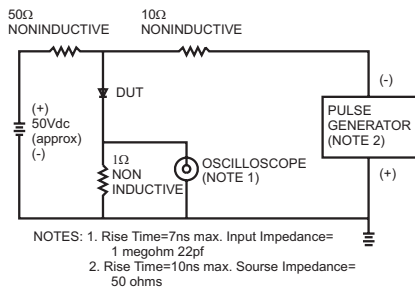 50Ω
NONINDUCTIVE
10Ω
NONINDUCTIVE
(+)
50Vdc
(approx)
(-)
DUT
1Ω
NON
INDUCTIVE
OSCILLOSCOPE
(NOTE 1)
(-)
PULSE
GENERATOR
(NOTE 2)
(+)
NOTES: 1. Rise Time=7ns max. Input Impedance=
1 megohm 22pf
2. Rise Time=10ns max. Sourse Impedance=
50 ohms